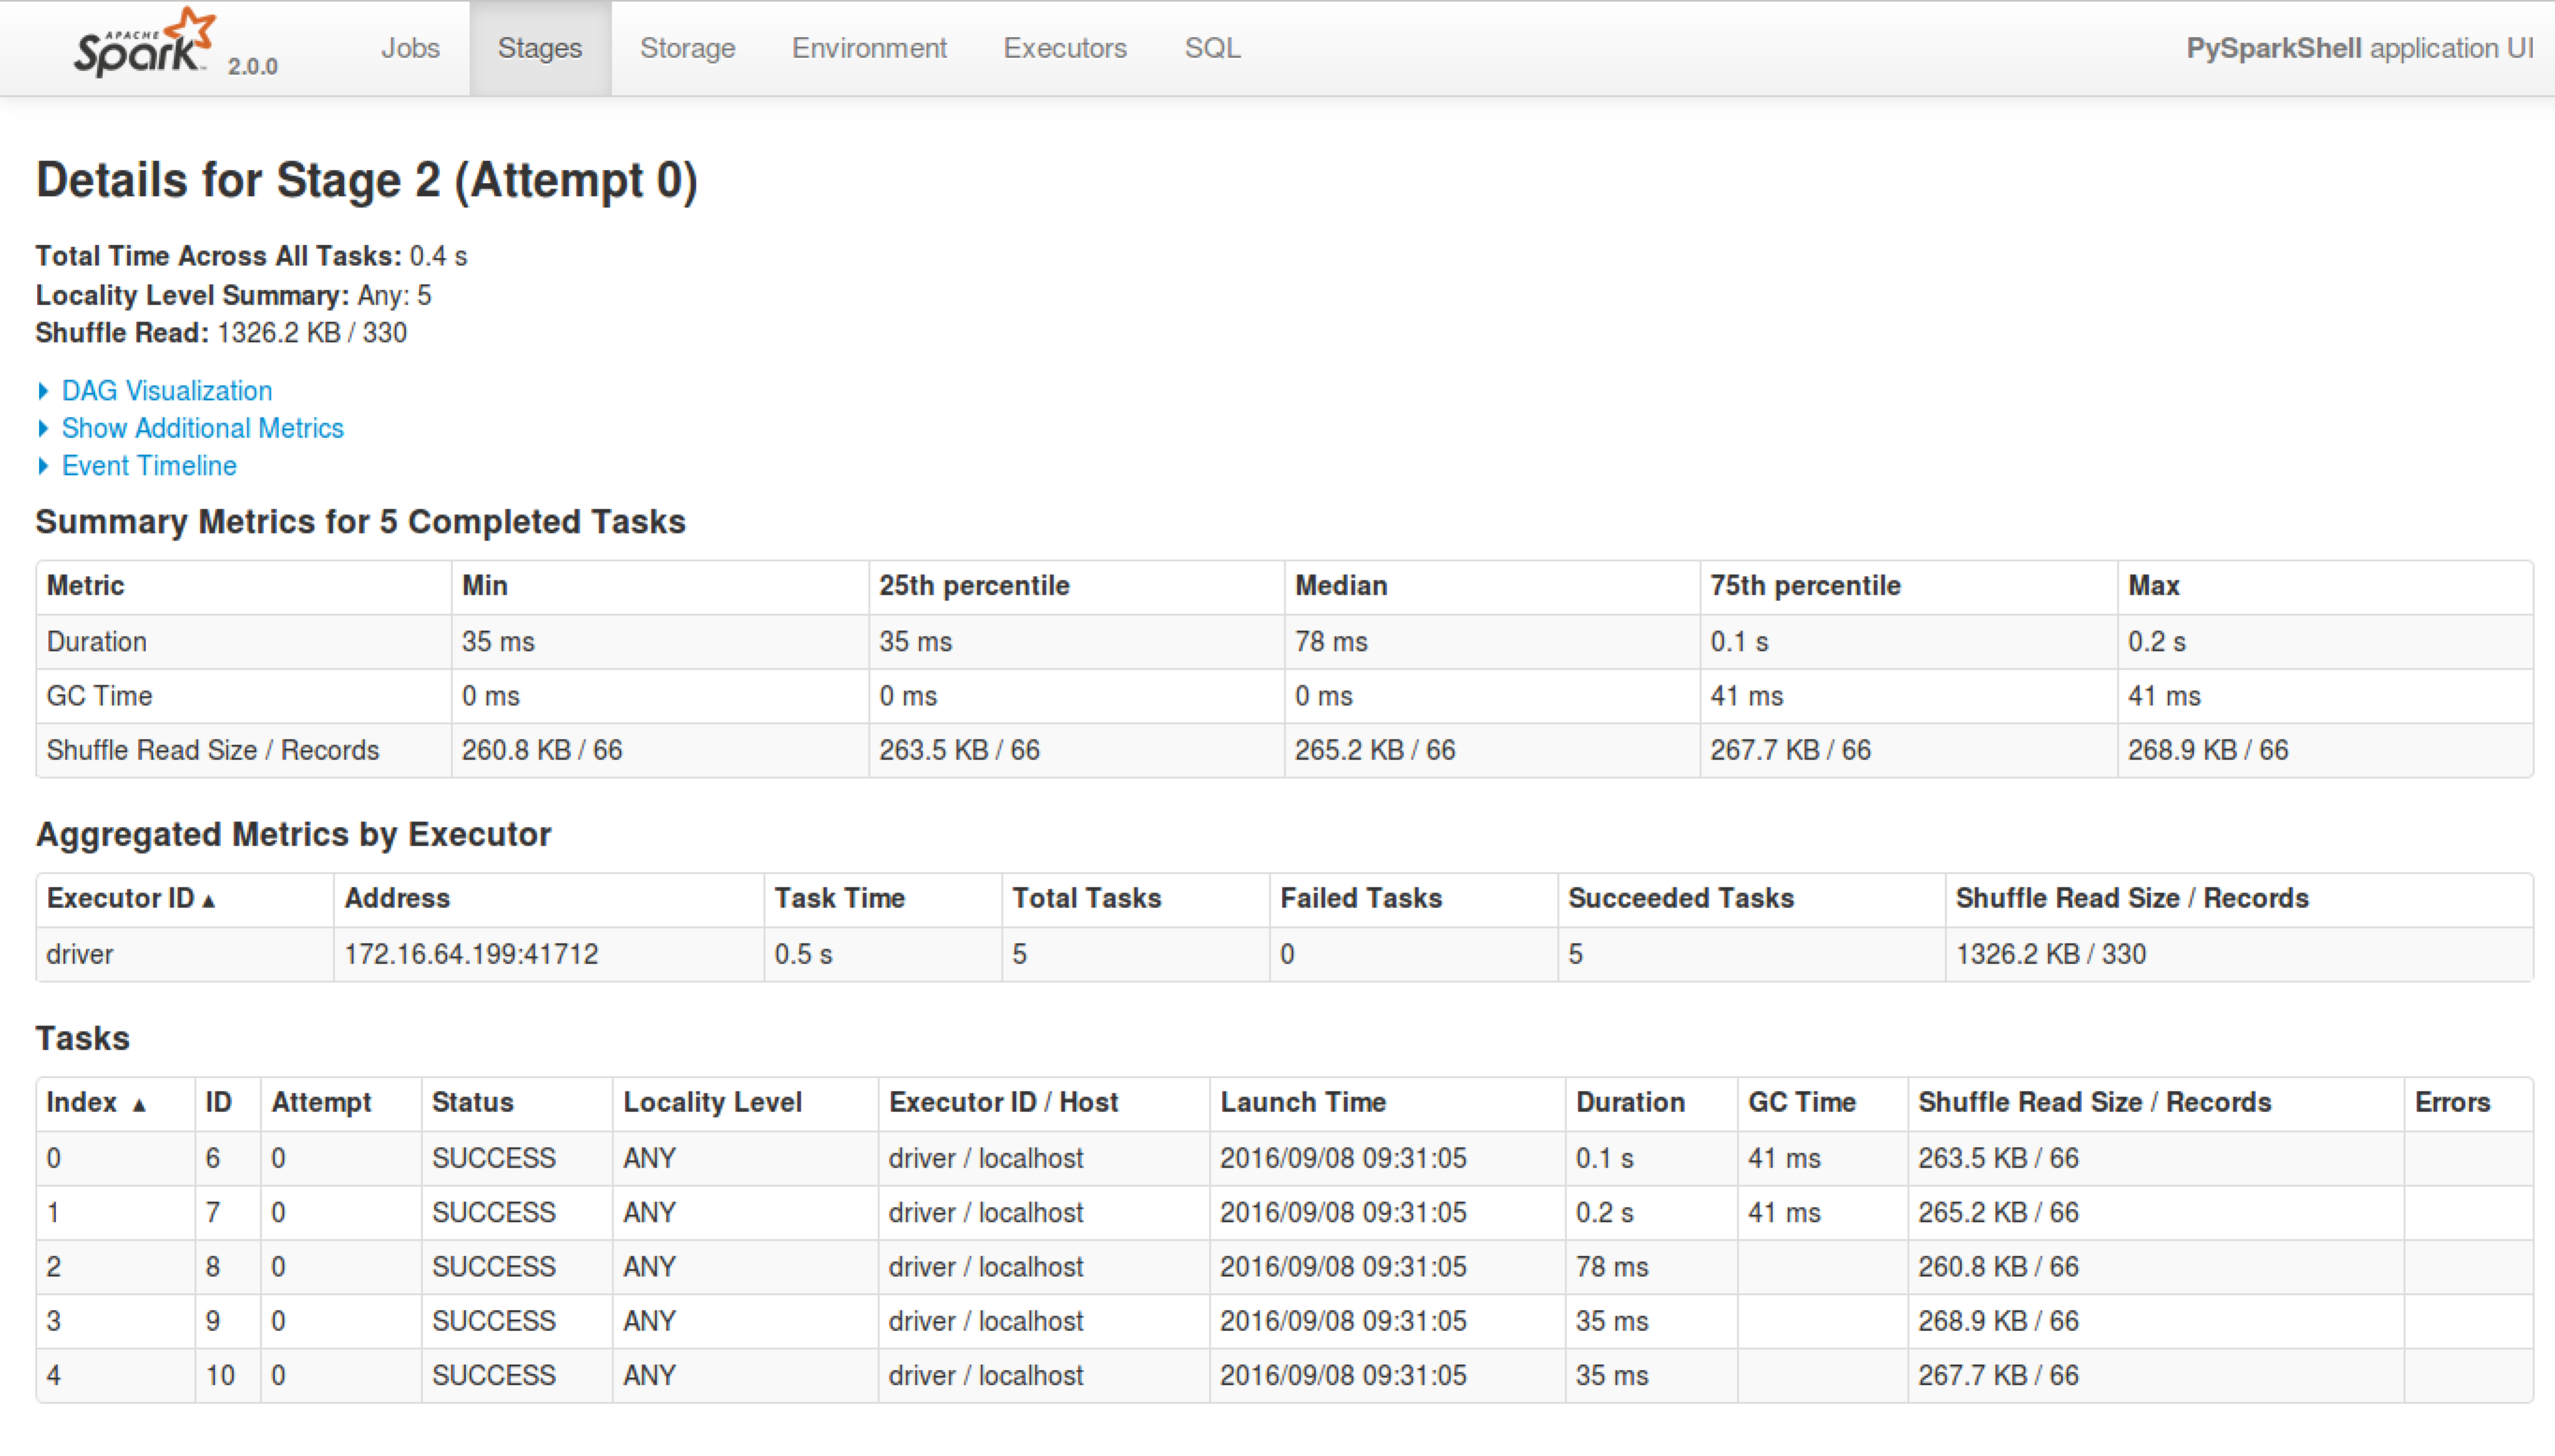 APACHE
Spark™ 2.0.0 Jobs Stages Storage Environment Executors SQL PySparkShell application UI
Details for Stage 2 (Attempt 0)
Total Time Across All Tasks: 0.4 s
Locality Level Summary: Any: 5
Shuffle Read: 1326.2 KB / 330
DAG Visualization
Show Additional Metrics
Event Timeline
Summary Metrics for 5 Completed Tasks
Metric Min 25th percentile Median 75th percentile Max
Duration 35 ms 35 ms 78 ms 0.1 s 0.2 s
GC Time 0 ms 0 ms 0 ms 41 ms 41 ms
Shuffle Read Size / Records 260.8 KB / 66 263.5 KB / 66 265.2 KB / 66 267.7 KB / 66 268.9 KB / 66
Aggregated Metrics by Executor
Executor ID ▴ Address Task Time Total Tasks Failed Tasks Succeeded Tasks Shuffle Read Size / Records
driver 172.16.64.199:41712 0.5 s 5 0 5 1326.2 KB / 330
Tasks
Index ▴ ID Attempt Status Locality Level Executor ID / Host Launch Time Duration GC Time Shuffle Read Size / Records Errors
0 6 0 SUCCESS ANY driver / localhost 2016/09/08 09:31:05 0.1 s 41 ms 263.5 KB / 66
1 7 0 SUCCESS ANY driver / localhost 2016/09/08 09:31:05 0.2 s 41 ms 265.2 KB / 66
2 8 0 SUCCESS ANY driver / localhost 2016/09/08 09:31:05 78 ms 260.8 KB / 66
3 9 0 SUCCESS ANY driver / localhost 2016/09/08 09:31:05 35 ms 268.9 KB / 66
4 10 0 SUCCESS ANY driver / localhost 2016/09/08 09:31:05 35 ms 267.7 KB / 66